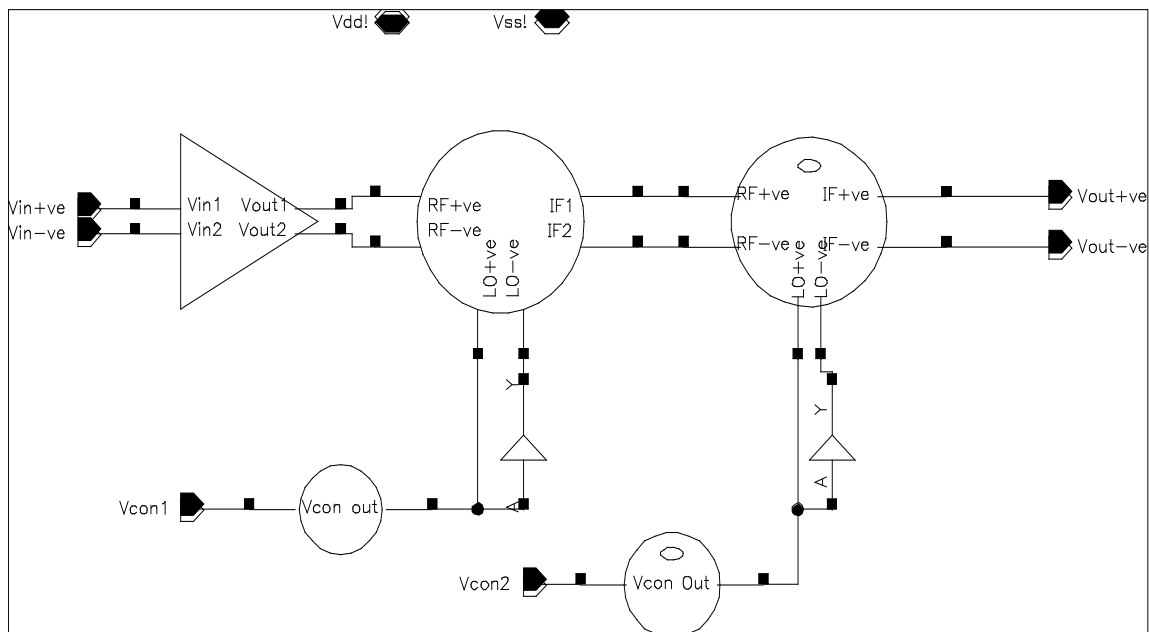 Vdd! Vss!
Vin+ve Vin1 Vout1 RF+ve IF1 RF+ve IF+ve Vout+ve
Vin-ve Vin2 Vout2 RF-ve IF2 RF-ve IF-ve Vout-ve
LO+ve LO-ve LO+ve LO-ve
Y Y
A
Vcon1 Vcon out A
Vcon2 Vcon Out